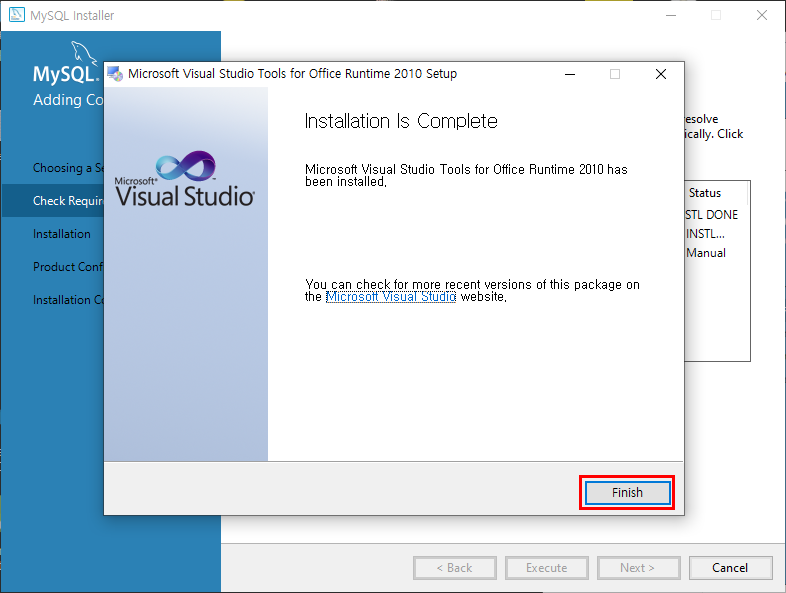 MySQL Installer
MySQL.
Adding Co
Choosing a Se
Check Require
Installation
Product Conf
Installation Co
esolve
ically. Click
Status
STL DONE
INSTL...
Manual
Microsoft Visual Studio Tools for Office Runtime 2010 Setup
Microsoft®
Visual Studio®
Installation Is Complete
Microsoft Visual Studio Tools for Office Runtime 2010 has
been installed.
You can check for more recent versions of this package on
the Microsoft Visual Studio website.
Finish
< Back
Execute
Next >
Cancel